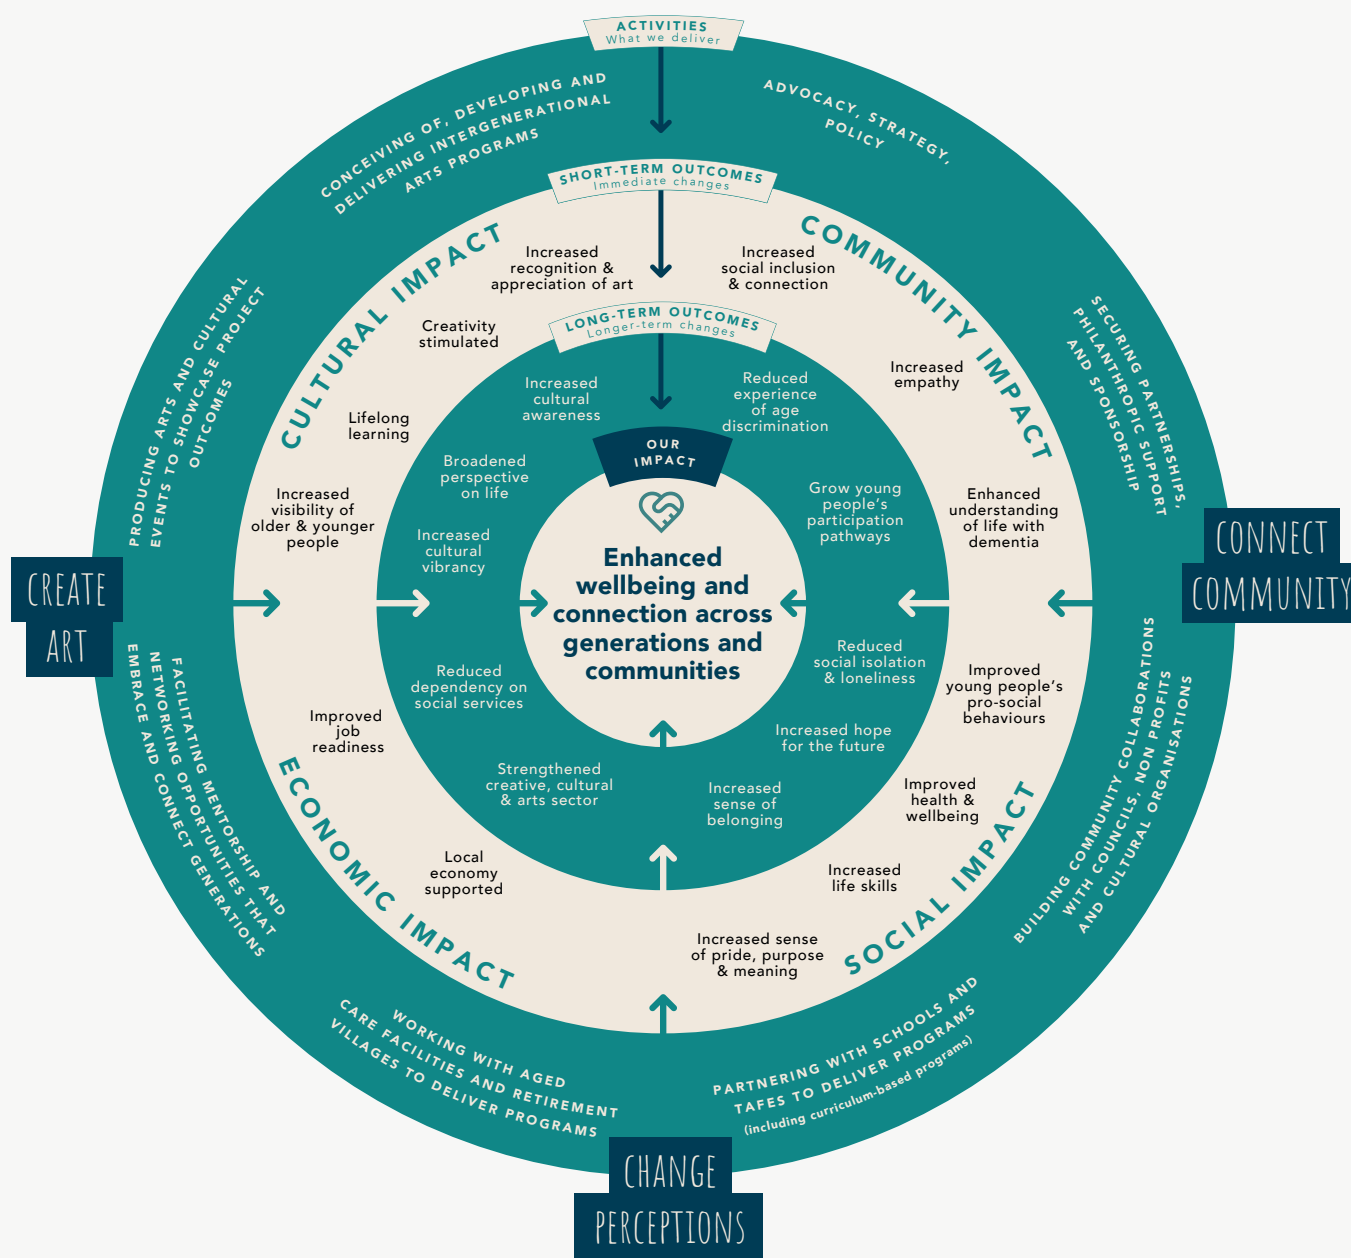 ACTIVITIES
What we deliver
CONCEIVING OF, DEVELOPING AND
DELIVERING INTERGENERATIONAL
ARTS PROGRAMS
ADVOCACY, STRATEGY,
POLICY
PRODUCING ARTS AND CULTURAL
EVENTS TO SHOWCASE PROJECT
OUTCOMES
SECURING PARTNERSHIPS,
PHILANTHROPIC SUPPORT
AND SPONSORSHIP
CREATE
ART
CONNECT
COMMUNITY
FACILITATING MENTORSHIP AND
NETWORKING OPPORTUNITIES THAT
EMBRACE AND CONNECT GENERATIONS
BUILDING COMMUNITY COLLABORATIONS
WITH COUNCILS, NON PROFITS
AND CULTURAL ORGANISATIONS
WORKING WITH AGED
CARE FACILITIES AND RETIREMENT
VILLAGES TO DELIVER PROGRAMS
PARTNERING WITH SCHOOLS AND
TAFES TO DELIVER PROGRAMS
(including curriculum-based programs)
CHANGE
PERCEPTIONS
SHORT-TERM OUTCOMES
Immediate changes
CULTURAL IMPACT
Increased
recognition &
appreciation of art
Creativity
stimulated
Lifelong
learning
Increased
visibility of
older & younger
people
COMMUNITY IMPACT
Increased
social inclusion
& connection
Increased
empathy
Enhanced
understanding
of life with
dementia
ECONOMIC IMPACT
Improved
job
readiness
Local
economy
supported
SOCIAL IMPACT
Improved
young people's
pro-social
behaviours
Improved
health &
wellbeing
Increased
life skills
Increased sense
of pride, purpose
& meaning
LONG-TERM OUTCOMES
Longer-term changes
Increased
cultural
awareness
Broadened
perspective
on life
Increased
cultural
vibrancy
Reduced
experience
of age
discrimination
Grow young
people's
participation
pathways
Reduced
dependency on
social services
Strengthened
creative, cultural
& arts sector
Reduced
social isolation
& loneliness
Increased hope
for the future
Increased
sense of
belonging
OUR
IMPACT
Enhanced
wellbeing and
connection across
generations and
communities